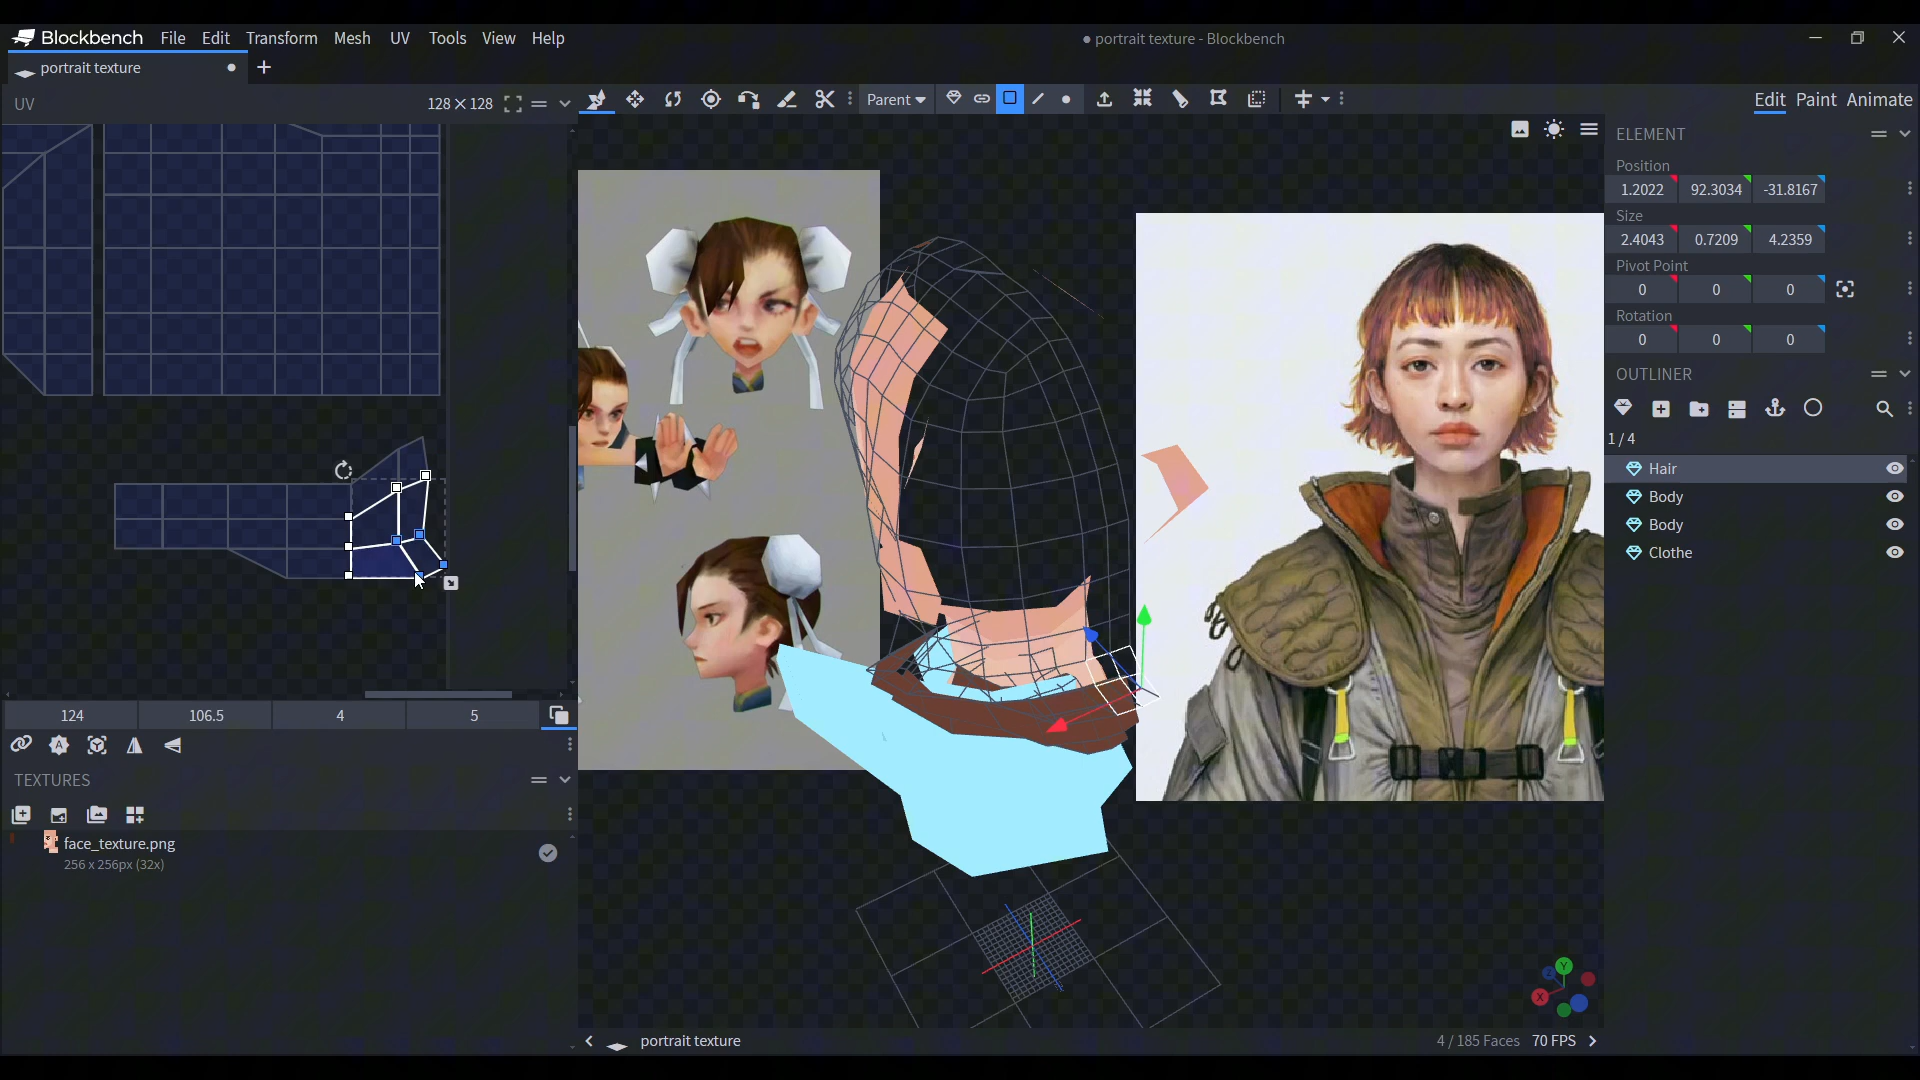 Blockbench File Edit Transform Mesh UV Tools View Help
● portrait texture - Blockbench
portrait texture
UV
128×128
Parent
Edit Paint Animate
ELEMENT
Position
1.2022 92.3034 -31.8167
Size
2.4043 0.7209 4.2359
Pivot Point
0 0 0
Rotation
0 0 0
OUTLINER
1 / 4
Hair
Body
Body
Clothe
124 106.5 4 5
TEXTURES
face_texture.png
256 x 256px (32x)
Y
Z
X
portrait texture
4 / 185 Faces 70 FPS